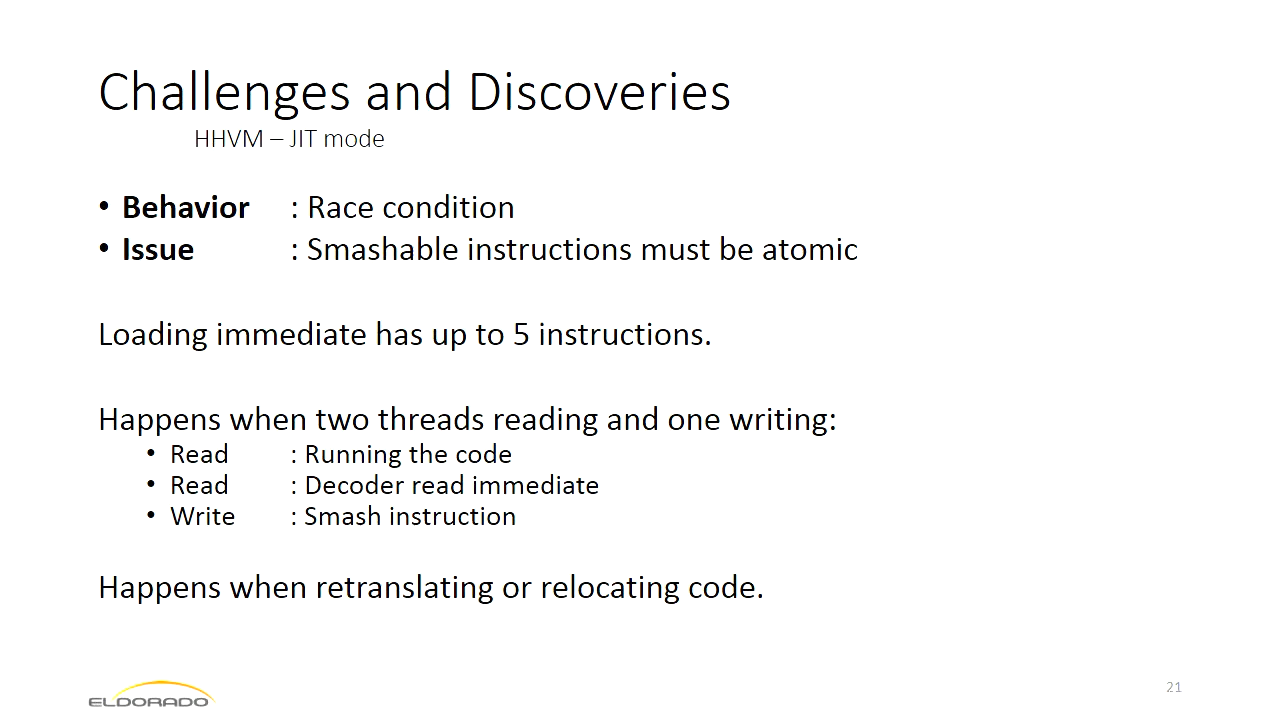 Challenges and Discoveries
HHVM – JIT mode
• Behavior : Race condition
• Issue : Smashable instructions must be atomic
Loading immediate has up to 5 instructions.
Happens when two threads reading and one writing:
• Read : Running the code
• Read : Decoder read immediate
• Write : Smash instruction
Happens when retranslating or relocating code.
ELDORADO
21